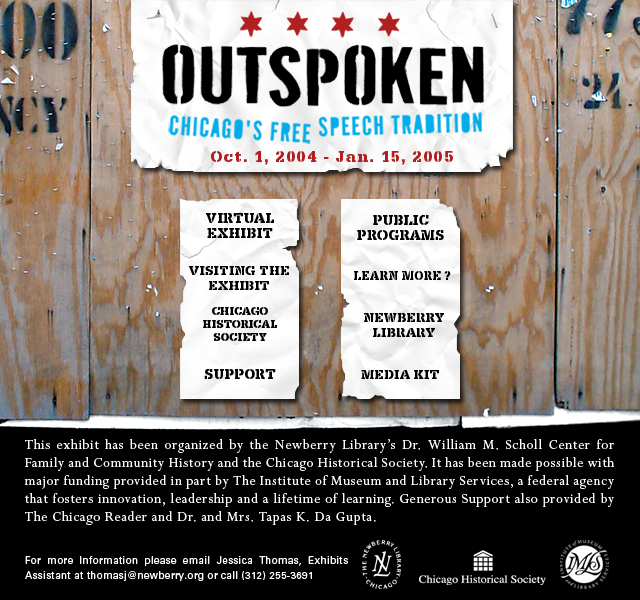 OUTSPOKEN
CHICAGO'S FREE SPEECH TRADITION
Oct. 1, 2004 - Jan. 15, 2005
VIRTUAL
EXHIBIT
VISITING THE
EXHIBIT
CHICAGO
HISTORICAL
SOCIETY
SUPPORT
PUBLIC
PROGRAMS
LEARN MORE ?
NEWBERRY
LIBRARY
MEDIA KIT
This exhibit has been organized by the Newberry Library's Dr. William M. Scholl Center for
Family and Community History and the Chicago Historical Society. It has been made possible with
major funding provided in part by The Institute of Museum and Library Services, a federal agency
that fosters innovation, leadership and a lifetime of learning. Generous Support also provided by
The Chicago Reader and Dr. and Mrs. Tapas K. Da Gupta.
For more Information please email Jessica Thomas, Exhibits
Assistant at thomasj@newberry.org or call (312) 255-3691
THE NEWBERRY LIBRARY
CHICAGO
Chicago Historical Society